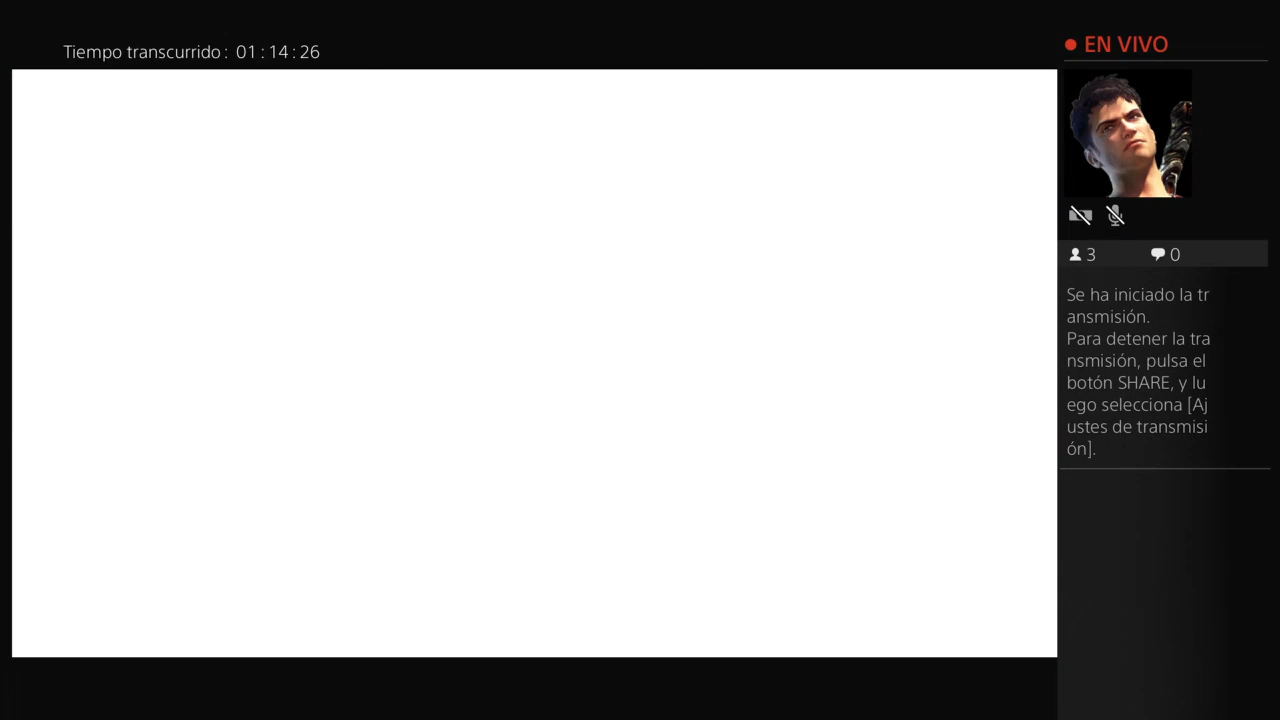 Tiempo transcurrido : 01 : 14 : 26
EN VIVO
3
0
Se ha iniciado la tr
ansmisión.
Para detener la tra
nsmisión, pulsa el
botón SHARE, y lu
ego selecciona [Aj
ustes de transmisi
ón].